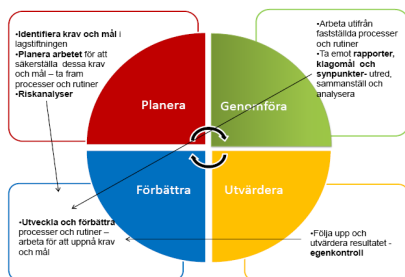 •Identifiera krav och mål i
lagstiftningen
•Planera arbetet för att
säkerställa dessa krav
och mål – ta fram
processer och rutiner
•Riskanalyser
•Arbeta utifrån
fastställda processer
och rutiner
•Ta emot rapporter,
klagomål och
synpunkter- utred,
sammanställ och
analysera
Planera
Genomföra
Förbättra
Utvärdera
•Utveckla och förbättra
processer och rutiner –
arbeta för att uppnå krav
och mål
•Följa upp och
utvärdera resultatet -
egenkontroll